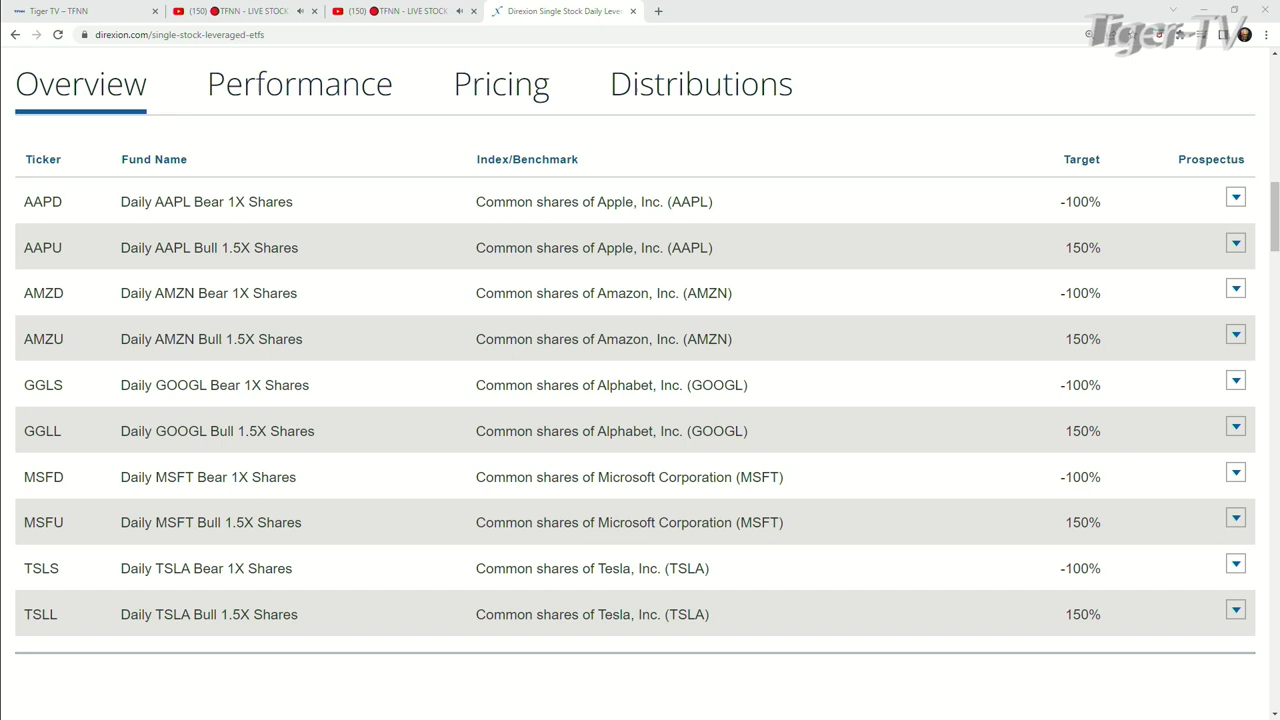 Tiger TV – TFNN
(150) 🔴TFNN - LIVE STOCK
(150) 🔴TFNN - LIVE STOCK
Direxion Single Stock Daily Lever
direxion.com/single-stock-leveraged-etfs
Tiger TV
Overview Performance Pricing Distributions
Ticker Fund Name Index/Benchmark Target Prospectus
AAPD Daily AAPL Bear 1X Shares Common shares of Apple, Inc. (AAPL) -100%
AAPU Daily AAPL Bull 1.5X Shares Common shares of Apple, Inc. (AAPL) 150%
AMZD Daily AMZN Bear 1X Shares Common shares of Amazon, Inc. (AMZN) -100%
AMZU Daily AMZN Bull 1.5X Shares Common shares of Amazon, Inc. (AMZN) 150%
GGLS Daily GOOGL Bear 1X Shares Common shares of Alphabet, Inc. (GOOGL) -100%
GGLL Daily GOOGL Bull 1.5X Shares Common shares of Alphabet, Inc. (GOOGL) 150%
MSFD Daily MSFT Bear 1X Shares Common shares of Microsoft Corporation (MSFT) -100%
MSFU Daily MSFT Bull 1.5X Shares Common shares of Microsoft Corporation (MSFT) 150%
TSLS Daily TSLA Bear 1X Shares Common shares of Tesla, Inc. (TSLA) -100%
TSLL Daily TSLA Bull 1.5X Shares Common shares of Tesla, Inc. (TSLA) 150%